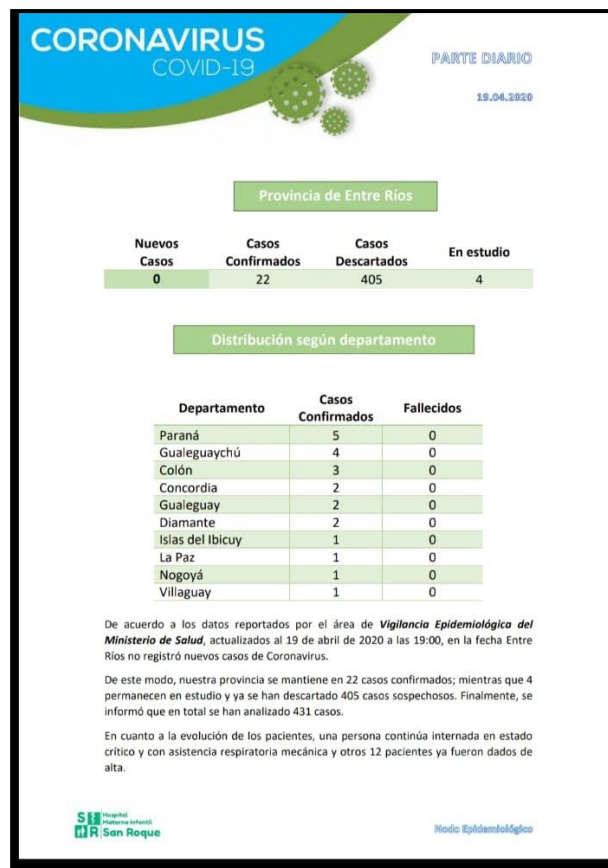 CORONAVIRUS
COVID-19
PARTE DIARIO
19.04.2020
Provincia de Entre Ríos
Nuevos Casos Casos Confirmados Casos Descartados En estudio
0 22 405 4
Distribución según departamento
Departamento Casos Confirmados Fallecidos
Paraná 5 0
Gualeguaychú 4 0
Colón 3 0
Concordia 2 0
Gualeguay 2 0
Diamante 2 0
Islas del Ibicuy 1 0
La Paz 1 0
Nogoyá 1 0
Villaguay 1 0
De acuerdo a los datos reportados por el área de Vigilancia Epidemiológica del
Ministerio de Salud, actualizados al 19 de abril de 2020 a las 19:00, en la fecha Entre
Ríos no registró nuevos casos de Coronavirus.
De este modo, nuestra provincia se mantiene en 22 casos confirmados; mientras que 4
permanecen en estudio y ya se han descartado 405 casos sospechosos. Finalmente, se
informó que en total se han analizado 431 casos.
En cuanto a la evolución de los pacientes, una persona continúa internada en estado
crítico y con asistencia respiratoria mecánica y otros 12 pacientes ya fueron dados de
alta.
S R
Hospital
Materno Infantil
San Roque
Nodo Epidemiológico